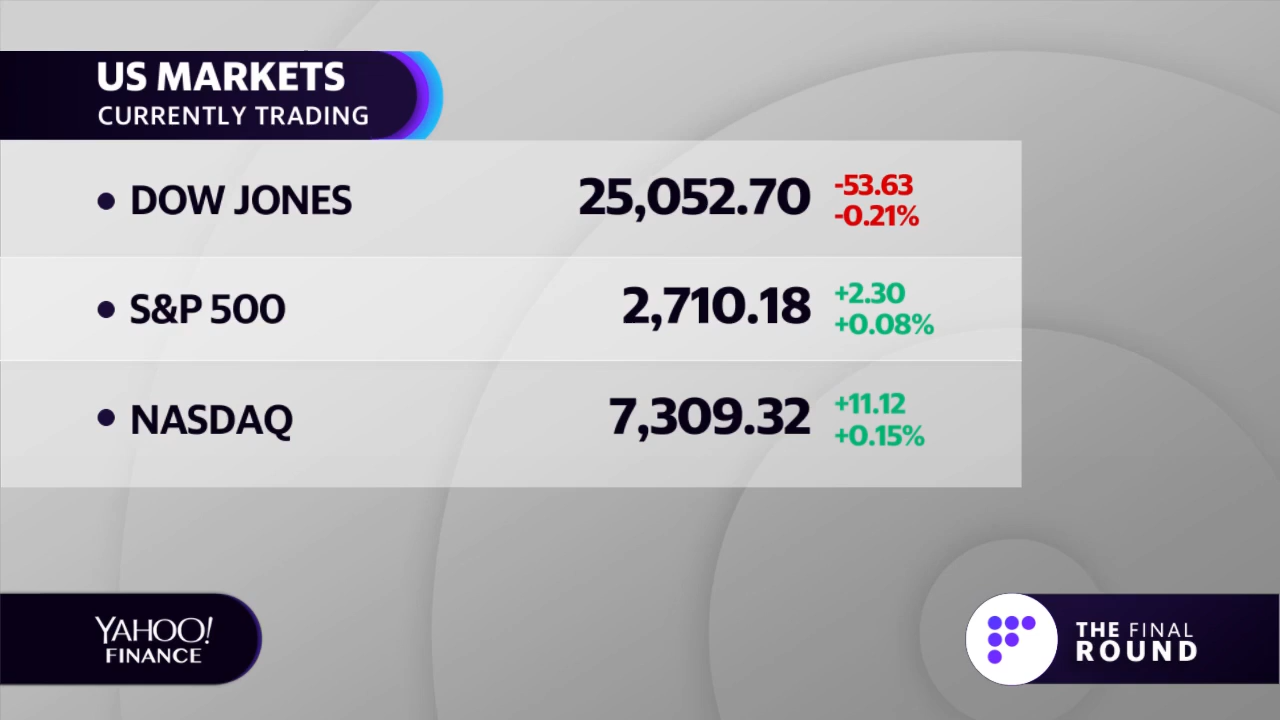 US MARKETS
CURRENTLY TRADING
• DOW JONES 25,052.70 -53.63
-0.21%
• S&P 500 2,710.18 +2.30
+0.08%
• NASDAQ 7,309.32 +11.12
+0.15%
YAHOO!
FINANCE
THE FINAL
ROUND